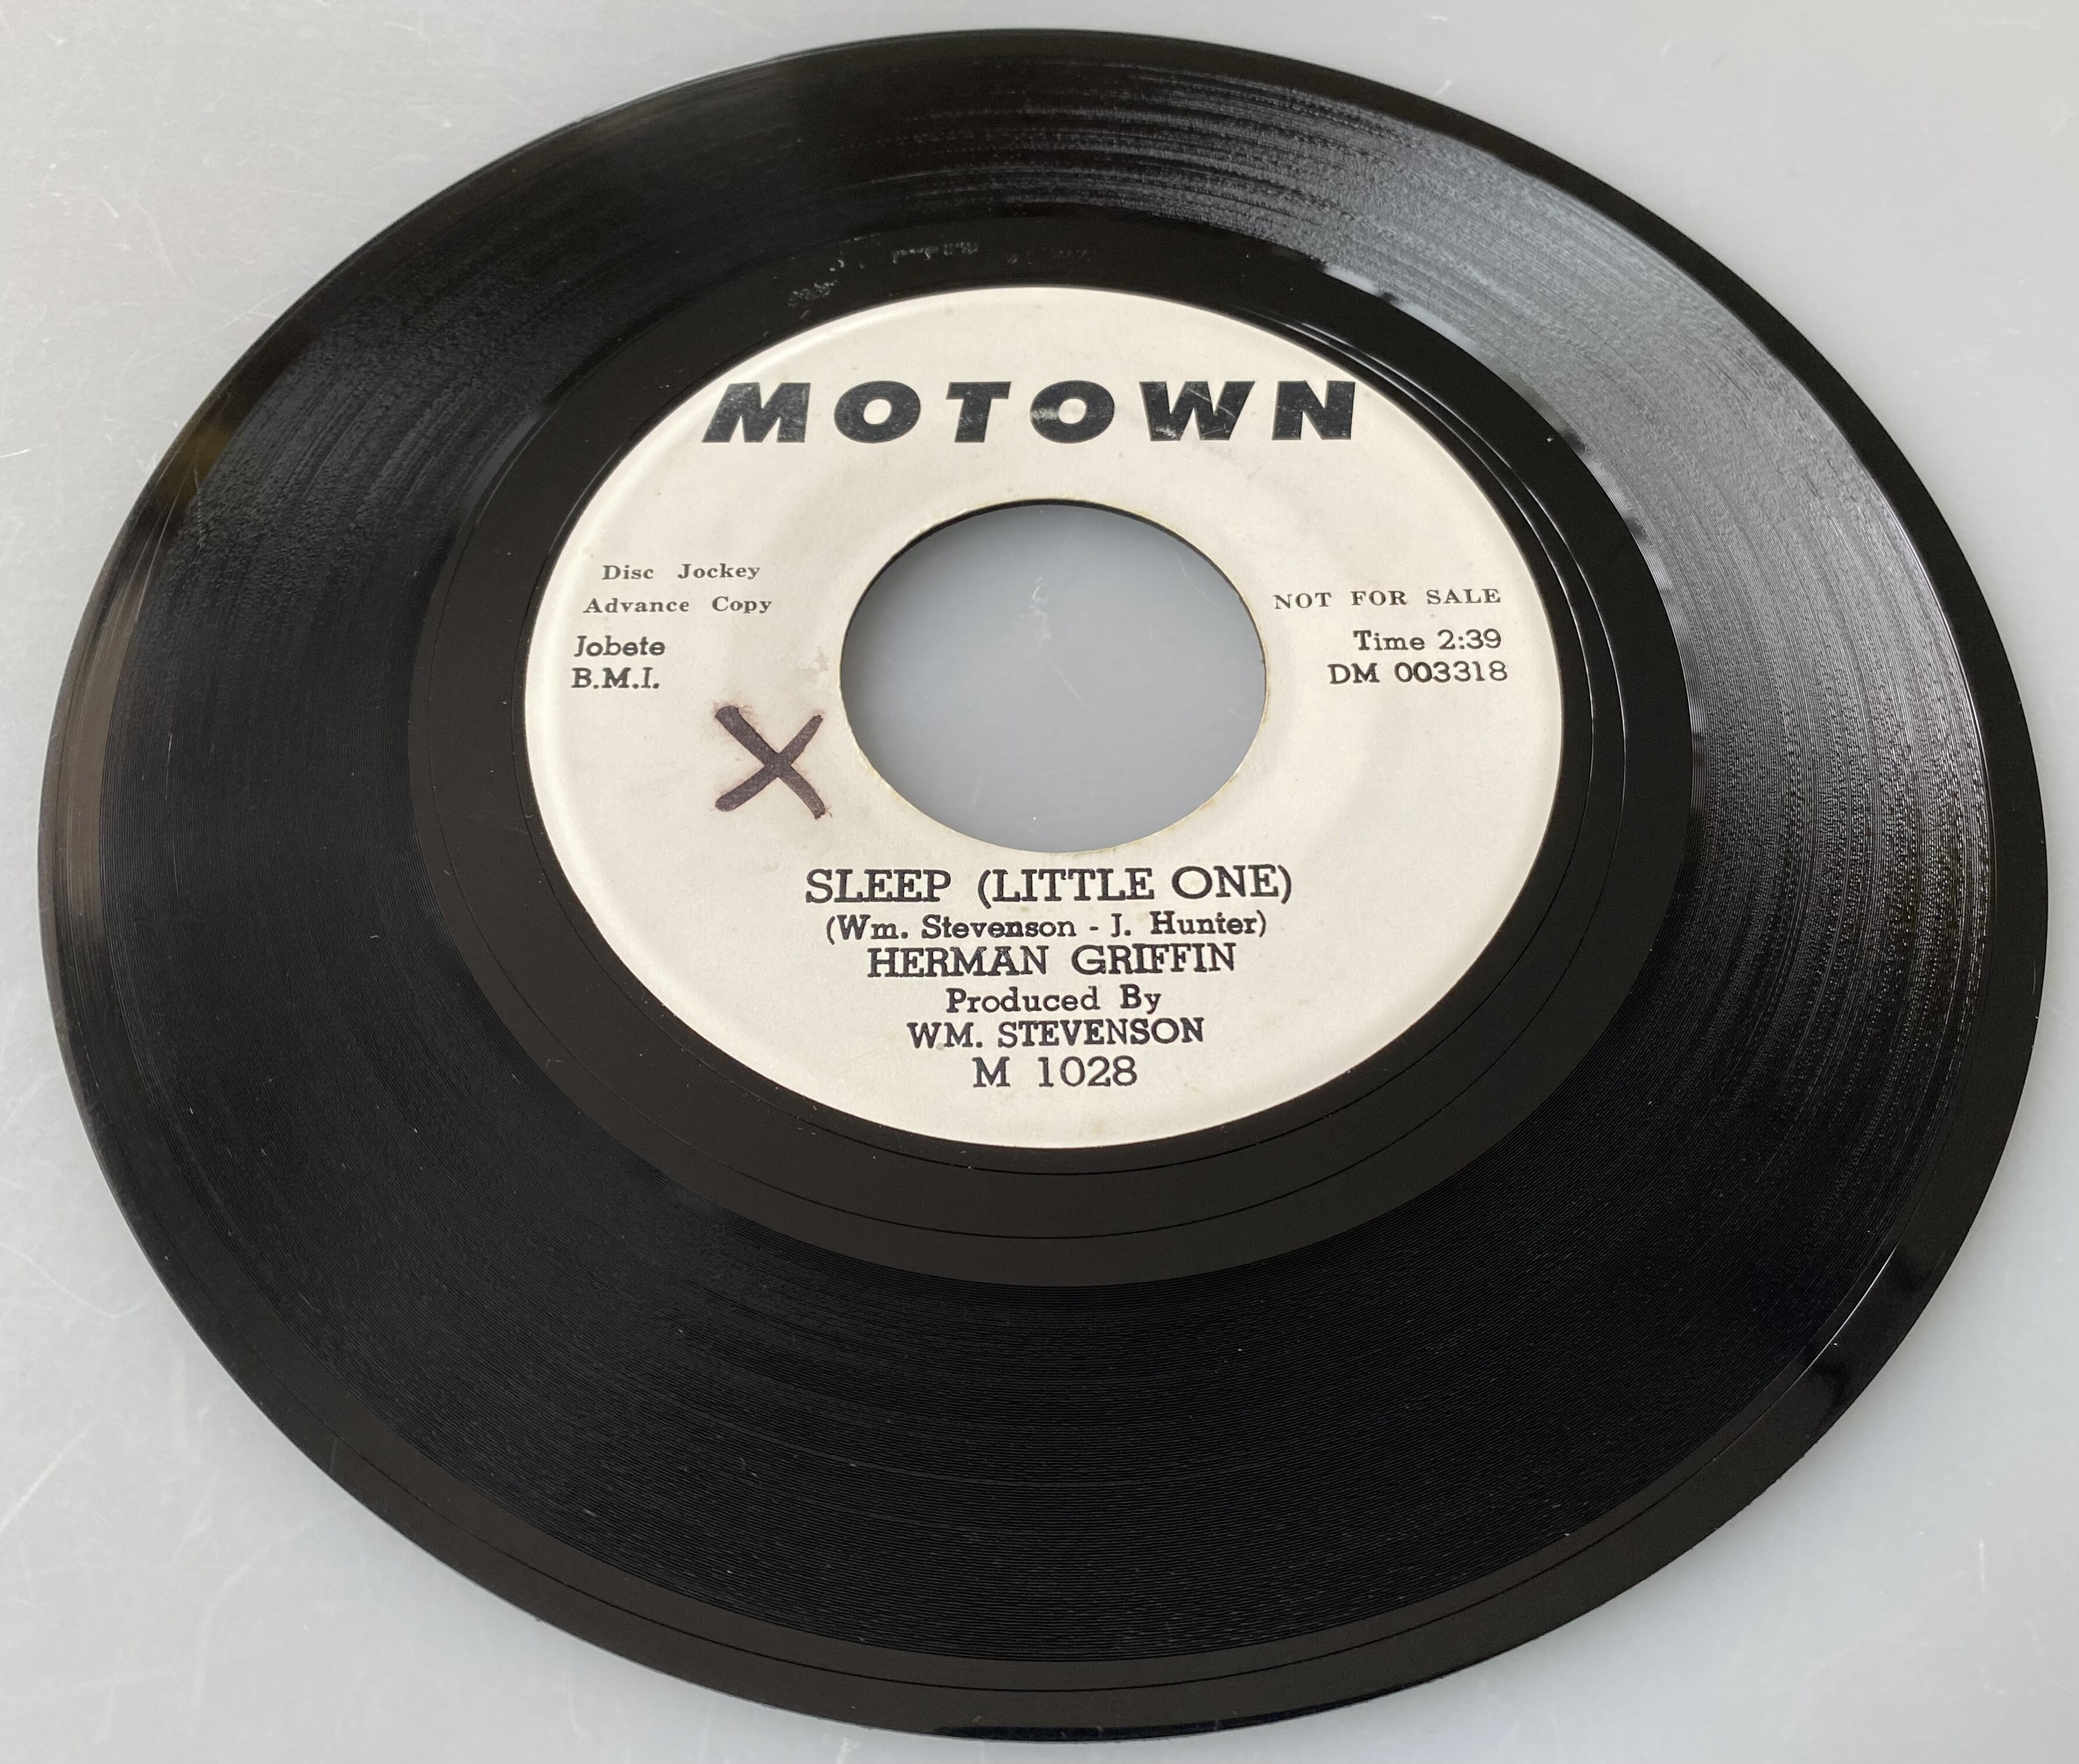 MOTOWN
Disc Jockey
Advance Copy
Jobete
B.M.I.
NOT FOR SALE
Time 2:39
DM 003318
X
SLEEP (LITTLE ONE)
(Wm. Stevenson - J. Hunter)
HERMAN GRIFFIN
Produced By
WM. STEVENSON
M 1028